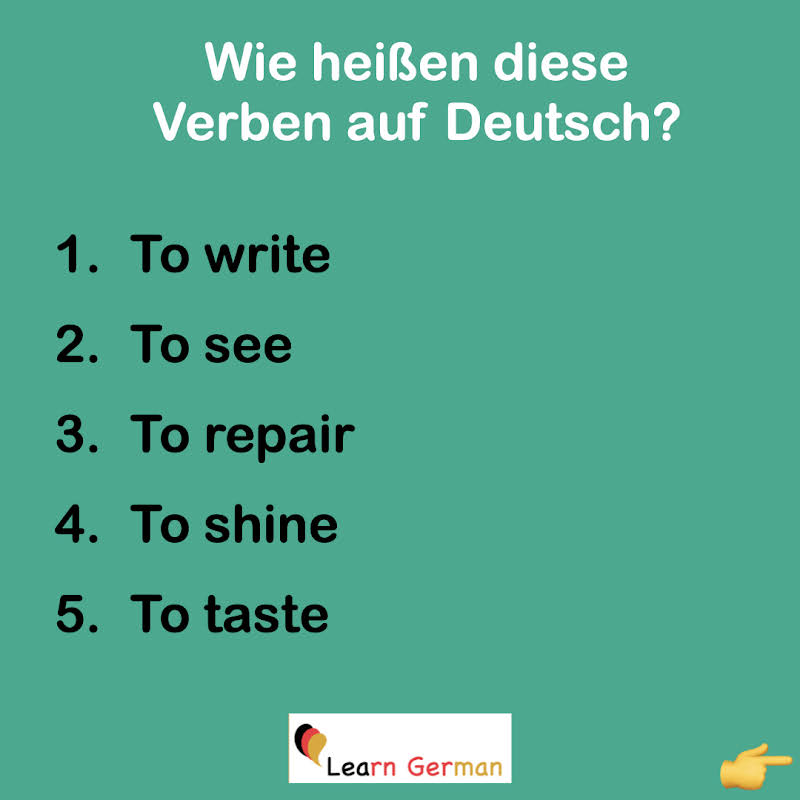 Wie heißen diese
Verben auf Deutsch?
1. To write
2. To see
3. To repair
4. To shine
5. To taste
Learn German